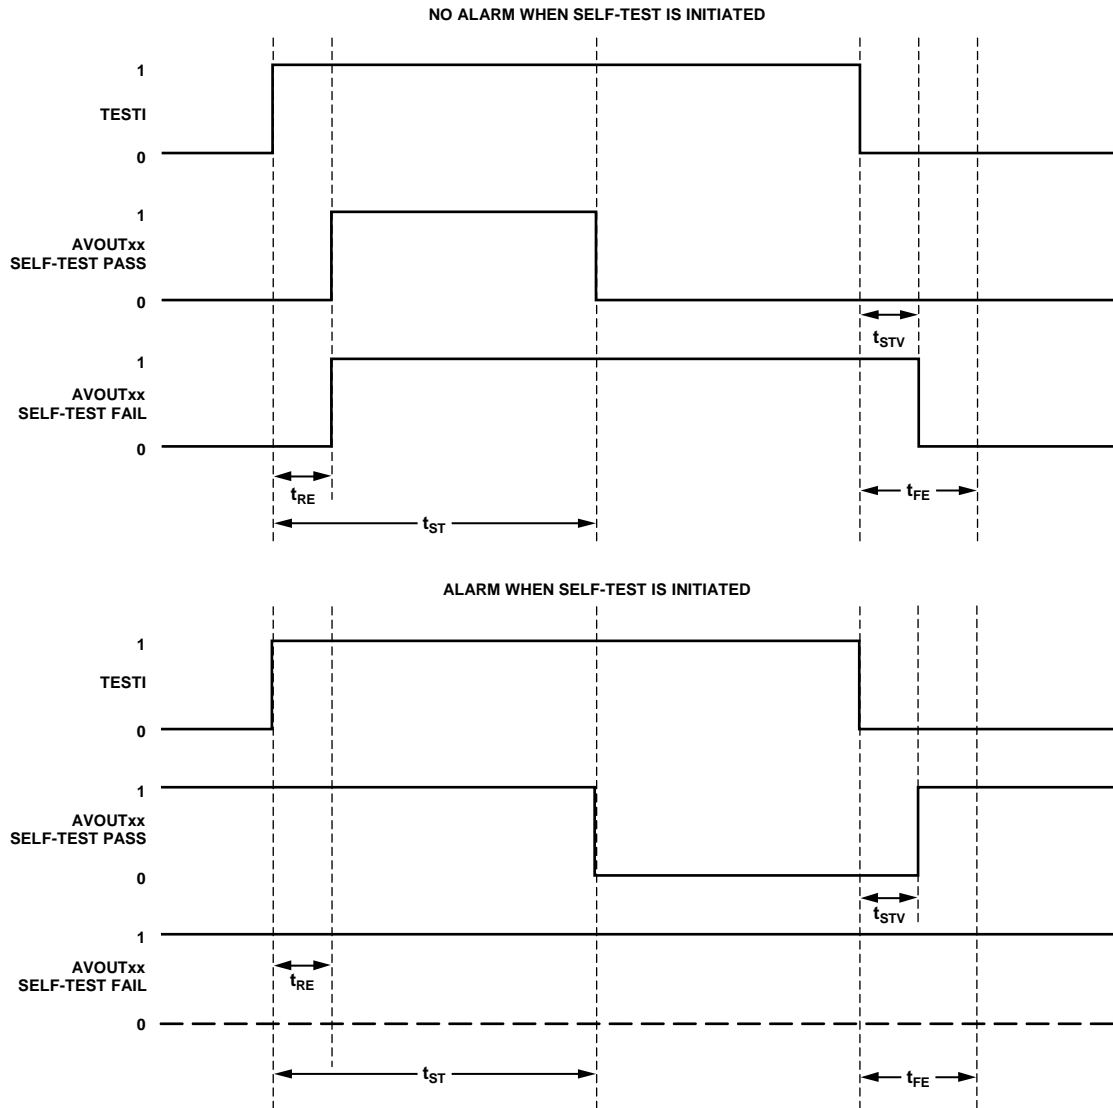 NO ALARM WHEN SELF-TEST IS INITIATED
1
TESTI
0
1
AVOUTxx
SELF-TEST PASS
0
tSTV
1
AVOUTxx
SELF-TEST FAIL
0
tRE
tFE
tST
ALARM WHEN SELF-TEST IS INITIATED
1
TESTI
0
1
AVOUTxx
SELF-TEST PASS
0
tSTV
1
AVOUTxx
SELF-TEST FAIL
tRE
0
tST
tFE